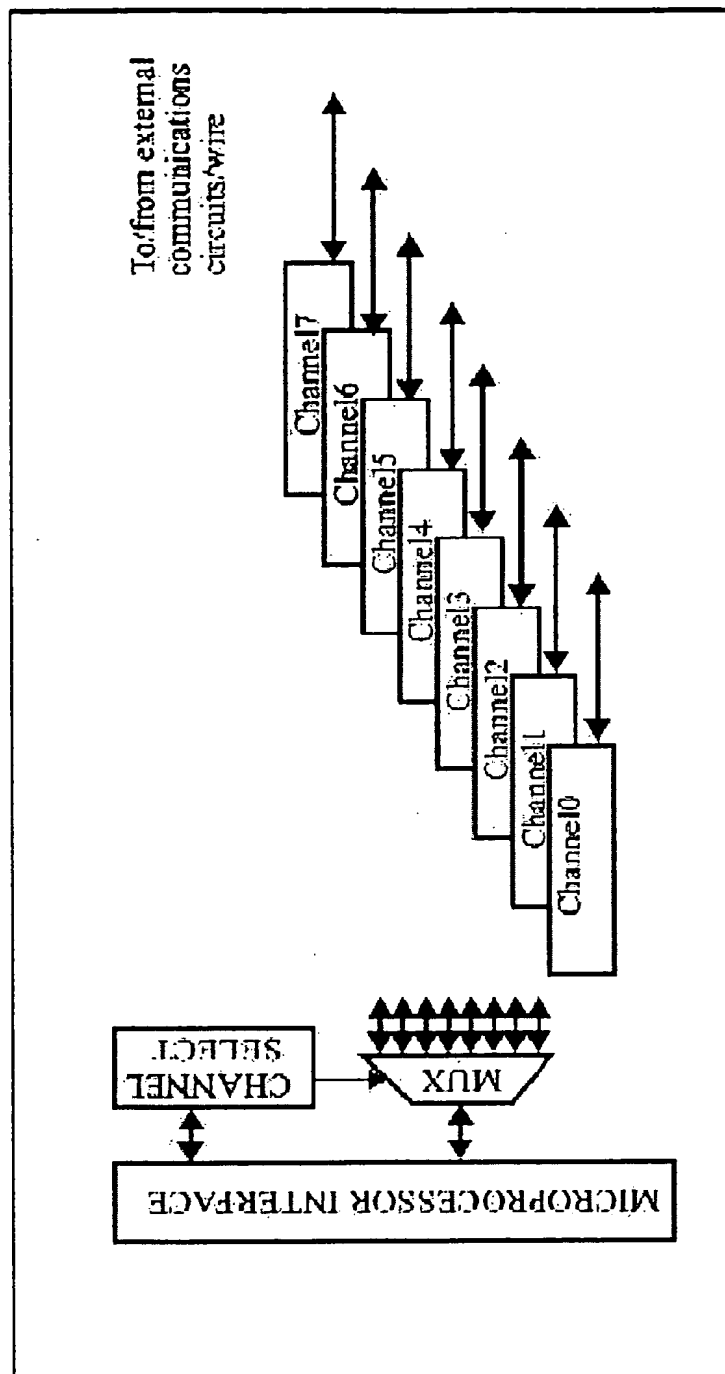 To/from external
communications
circuits/wire
Channel7
Channel6
Channel5
Channel4
Channel3
Channel2
Channel1
Channel0
CHANNEL
SELECT
MUX
MICROPROCESSOR INTERFACE